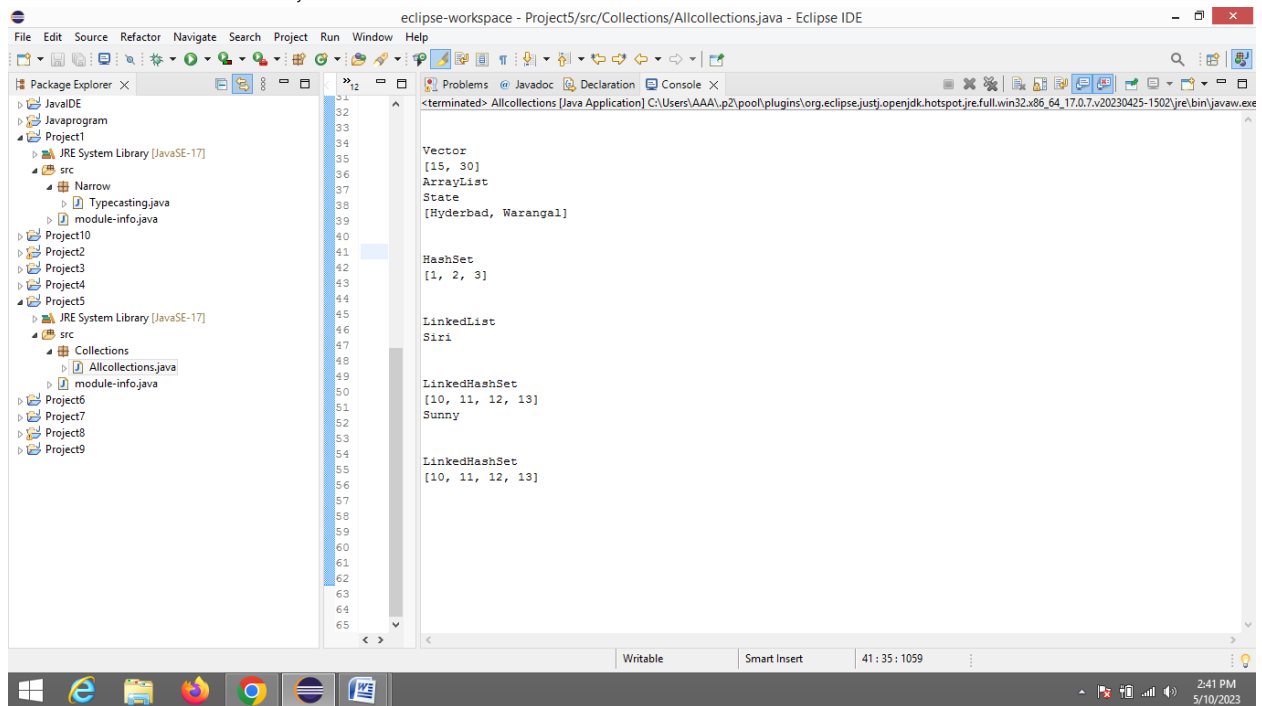 eclipse-workspace - Project5/src/Collections/Allcollections.java - Eclipse IDE
File Edit Source Refactor Navigate Search Project Run Window Help
Package Explorer
12
Problems @ Javadoc Declaration Console
JavaIDE
Javaprogram
Project1
JRE System Library [JavaSE-17]
src
Narrow
Typecasting.java
module-info.java
Project10
Project2
Project3
Project4
Project5
JRE System Library [JavaSE-17]
src
Collections
Allcollections.java
module-info.java
Project6
Project7
Project8
Project9
31
32
33
34
35
36
37
38
39
40
41
42
43
44
45
46
47
48
49
50
51
52
53
54
55
56
57
58
59
60
61
62
63
64
65
<terminated> Allcollections [Java Application] C:\Users\AAA\.p2\pool\plugins\org.eclipse.justj.openjdk.hotspot.jre.full.win32.x86_64_17.0.7.v20230425-1502\jre\bin\javaw.exe
Vector
[15, 30]
ArrayList
State
[Hyderbad, Warangal]
HashSet
[1, 2, 3]
LinkedList
Siri
LinkedHashSet
[10, 11, 12, 13]
Sunny
LinkedHashSet
[10, 11, 12, 13]
Writable Smart Insert 41 : 35 : 1059
2:41 PM
5/10/2023